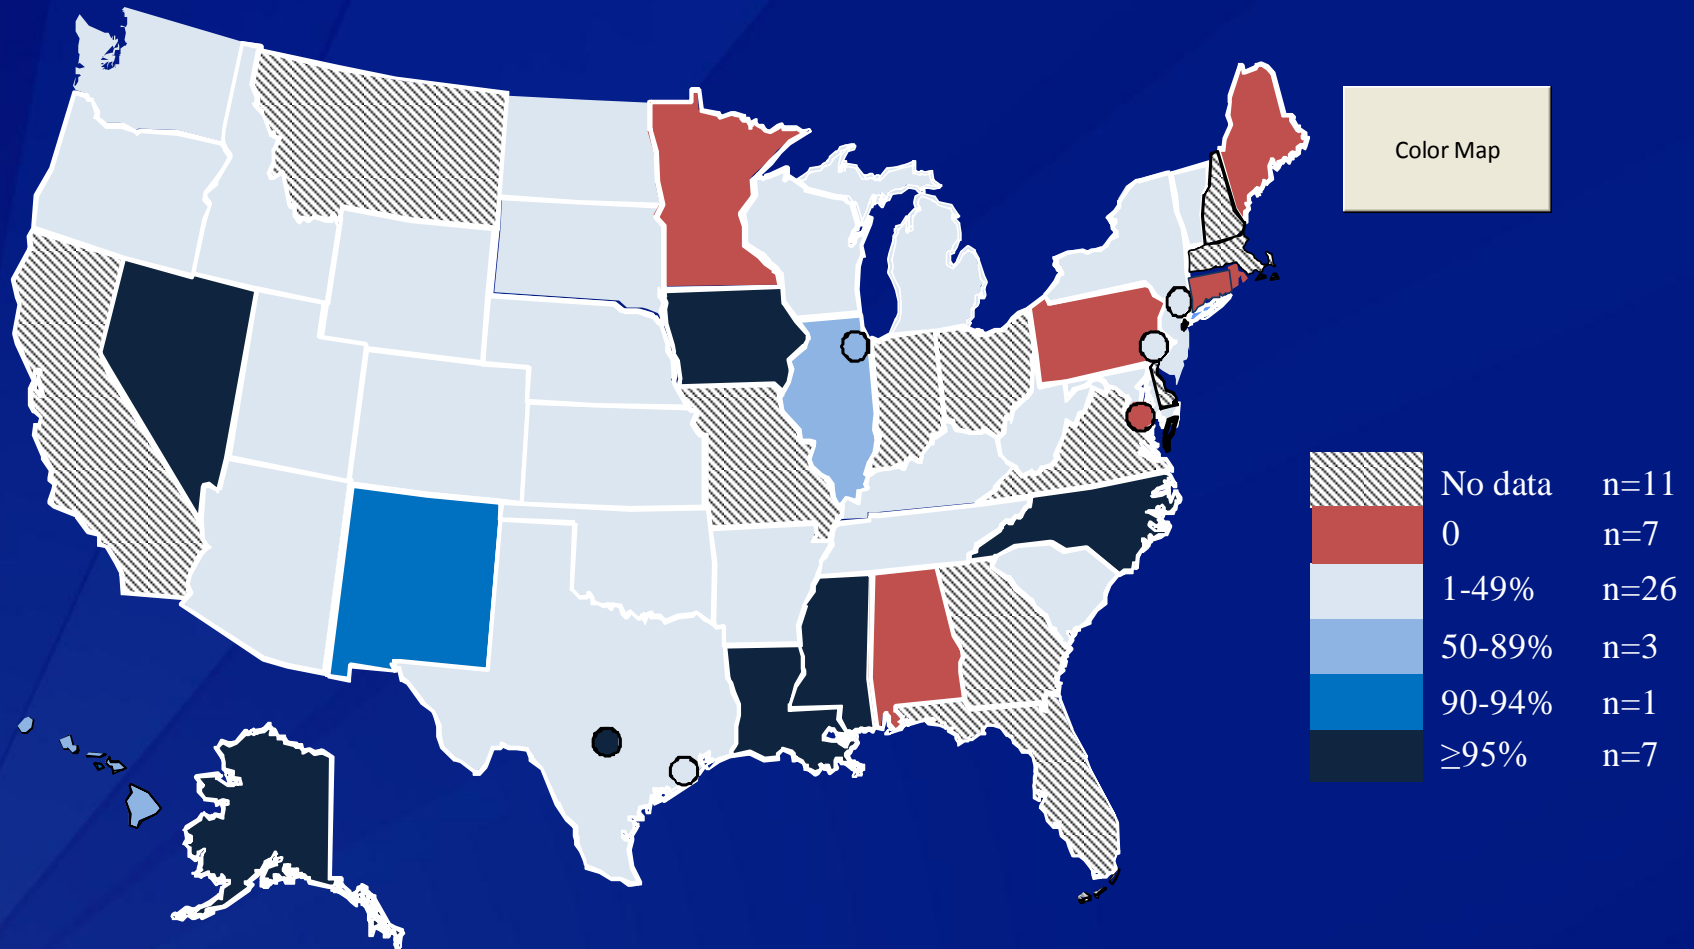 Color Map
No data n=11
0 n=7
1-49% n=26
50-89% n=3
90-94% n=1
≥95% n=7